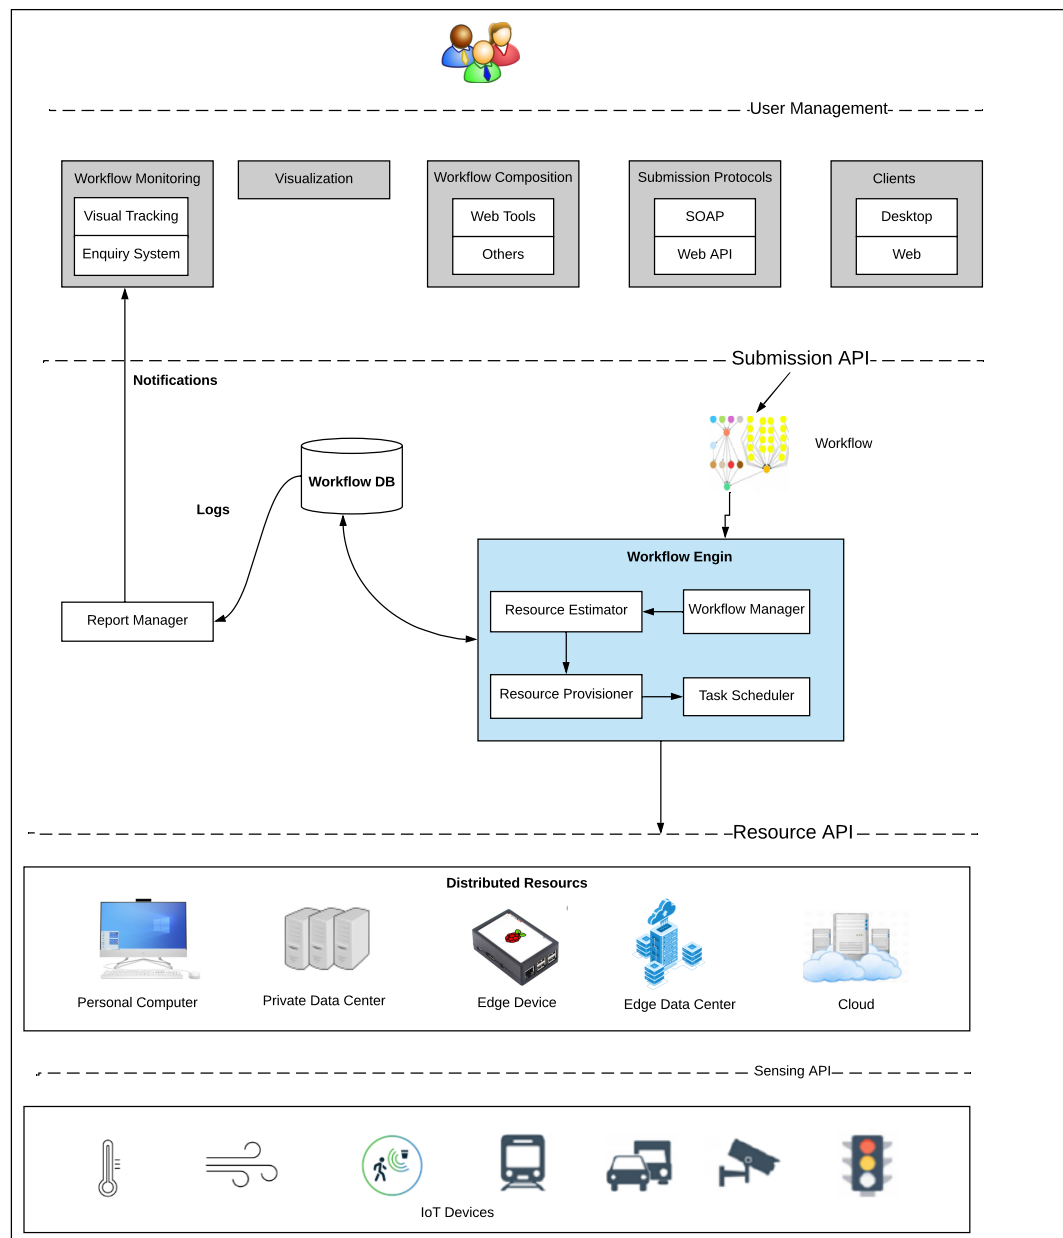 User Management
Workflow Monitoring
Visual Tracking
Enquiry System
Visualization
Workflow Composition
Web Tools
Others
Submission Protocols
SOAP
Web API
Clients
Desktop
Web
Submission API
Notifications
Workflow
Workflow DB
Logs
Workflow Engin
Resource Estimator
Workflow Manager
Report Manager
Resource Provisioner
Task Scheduler
Resource API
Distributed Resourcs
Personal Computer
Private Data Center
Edge Device
Edge Data Center
Cloud
Sensing API
IoT Devices